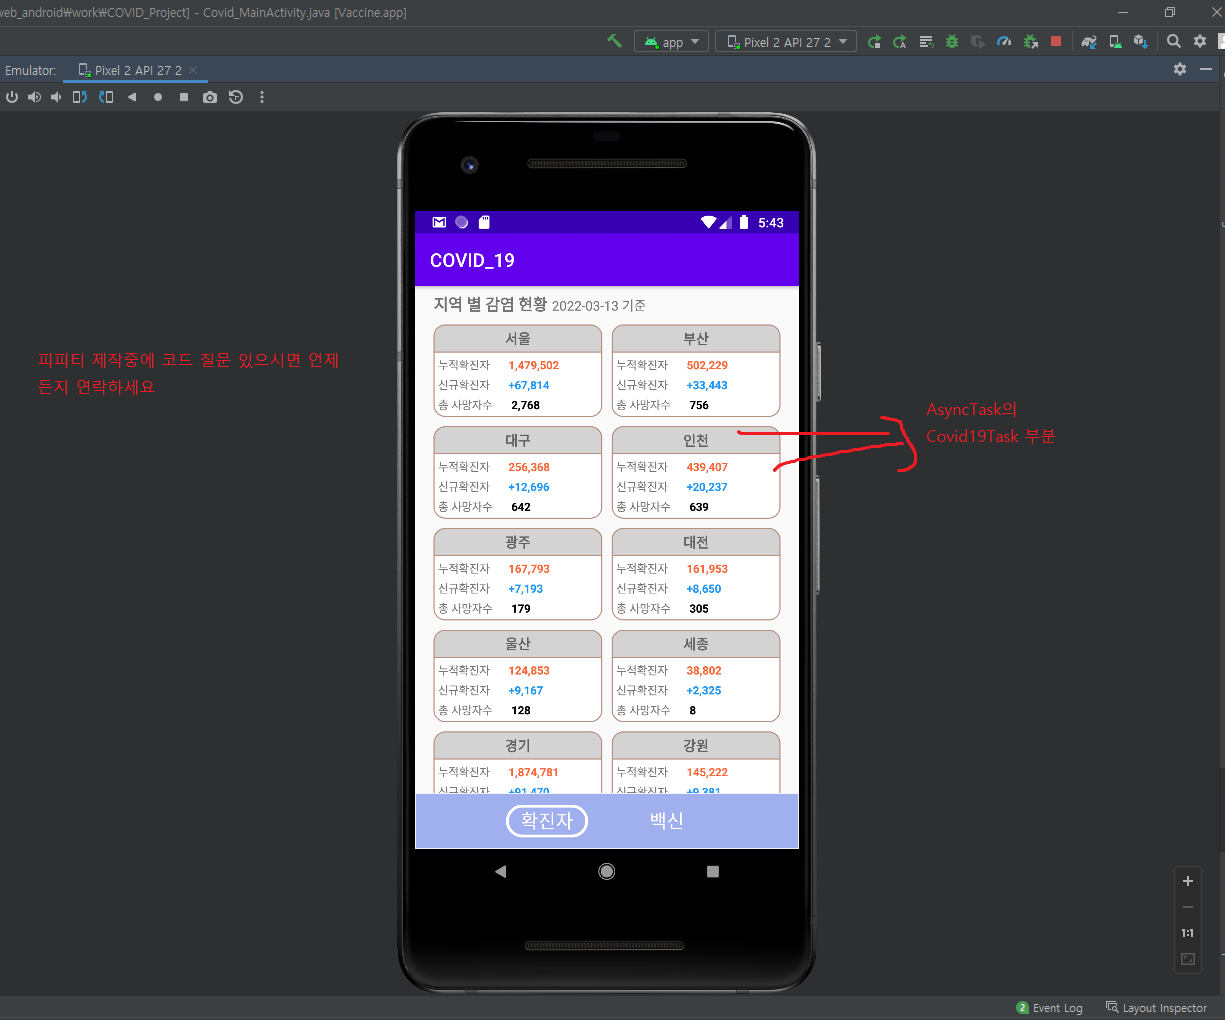 web_android₩work₩COVID_Project] - Covid_MainActivity.java [Vaccine.app]
app
Pixel 2 API 27 2
Emulator:
Pixel 2 API 27 2
5:43
COVID_19
지역 별 감염 현황 2022-03-13 기준
서울
누적확진자 1,479,502
신규확진자 +67,814
총 사망자수 2,768
부산
누적확진자 502,229
신규확진자 +33,443
총 사망자수 756
대구
누적확진자 256,368
신규확진자 +12,696
총 사망자수 642
인천
누적확진자 439,407
신규확진자 +20,237
총 사망자수 639
광주
누적확진자 167,793
신규확진자 +7,193
총 사망자수 179
대전
누적확진자 161,953
신규확진자 +8,650
총 사망자수 305
울산
누적확진자 124,853
신규확진자 +9,167
총 사망자수 128
세종
누적확진자 38,802
신규확진자 +2,325
총 사망자수 8
경기
누적확진자 1,874,781
신규확진자 +91,470
강원
누적확진자 145,222
신규확진자 +9,381
확진자
백신
피피티 제작중에 코드 질문 있으시면 언제
든지 연락하세요
AsyncTask의
Covid19Task 부분
1:1
2 Event Log
Layout Inspector